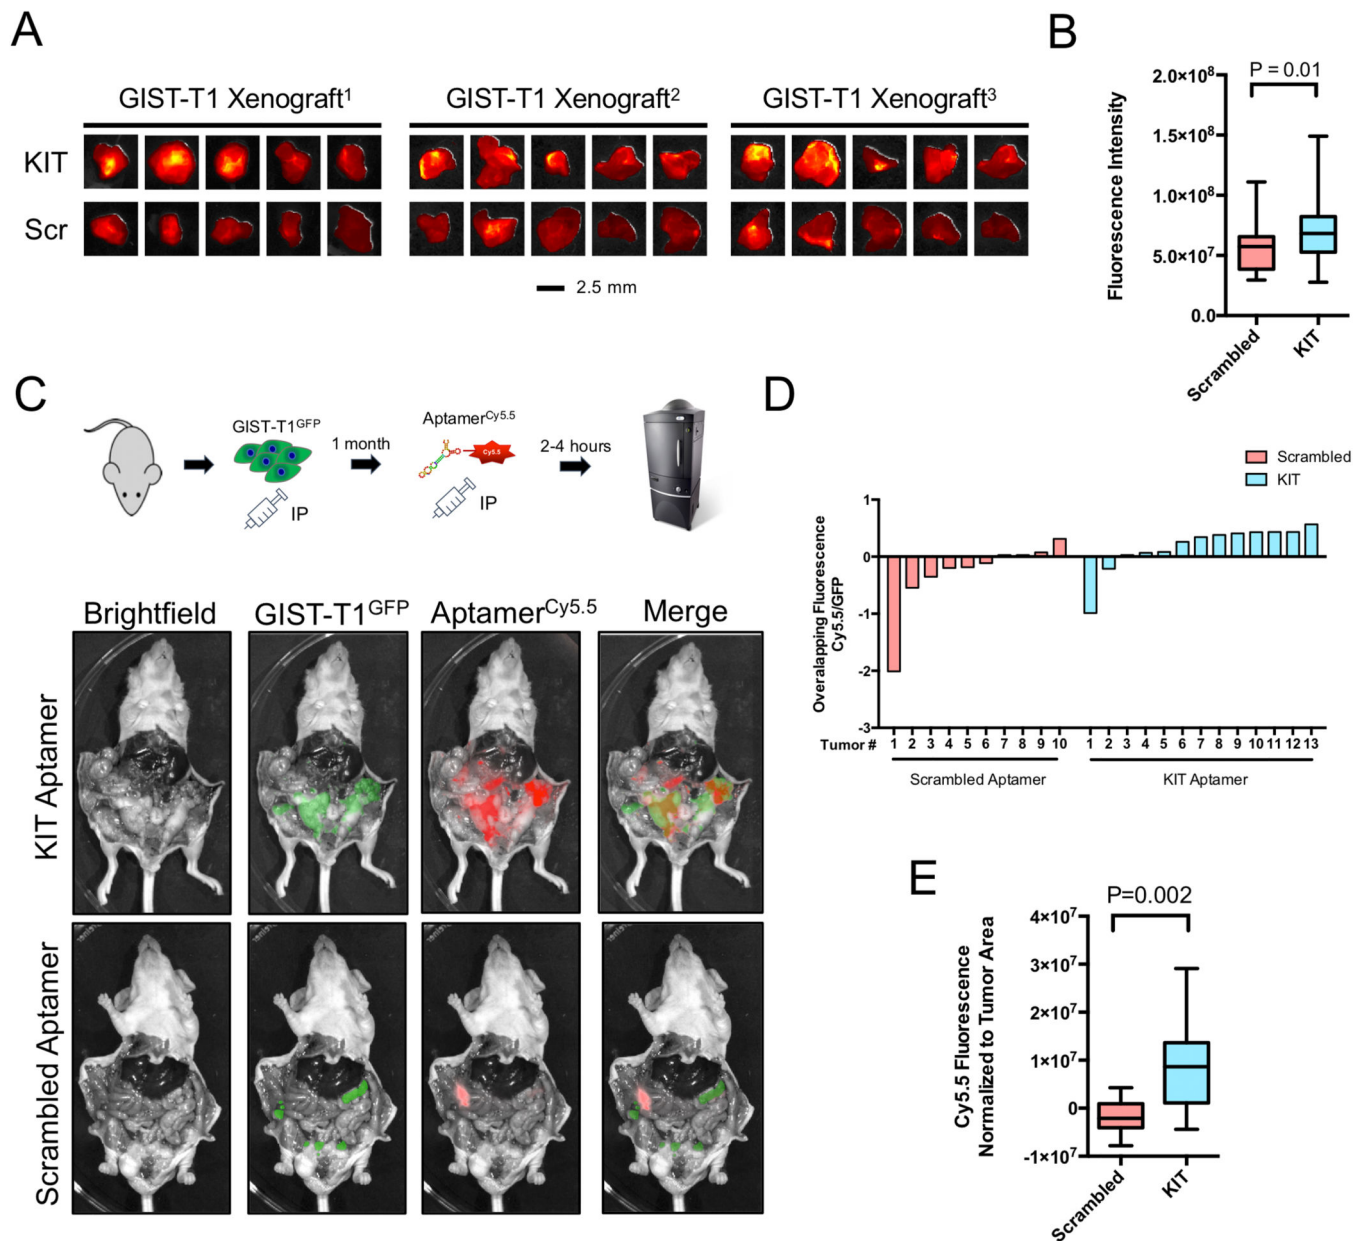 A
GIST-T1 Xenograft¹ GIST-T1 Xenograft² GIST-T1 Xenograft³
KIT
Scr
2.5 mm
B
P = 0.01
Fluorescence Intensity
2.0×10⁸
1.5×10⁸
1.0×10⁸
5.0×10⁷
0.0
Scrambled KIT
C
GIST-T1ᴳᶠᴾ
1 month
Aptamer^Cy5.5
Cy5.5
2-4 hours
IP IP
Brightfield GIST-T1^GFP Aptamer^Cy5.5 Merge
KIT Aptamer
Scrambled Aptamer
D
Scrambled
KIT
Overalapping Fluorescence
Cy5.5/GFP
1
0
-1
-2
-3
Tumor # 1 2 3 4 5 6 7 8 9 10 1 2 3 4 5 6 7 8 9 10 11 12 13
Scrambled Aptamer KIT Aptamer
E
P=0.002
Cy5.5 Fluorescence
Normalized to Tumor Area
4×10⁷
3×10⁷
2×10⁷
1×10⁷
0
-1×10⁷
Scrambled KIT